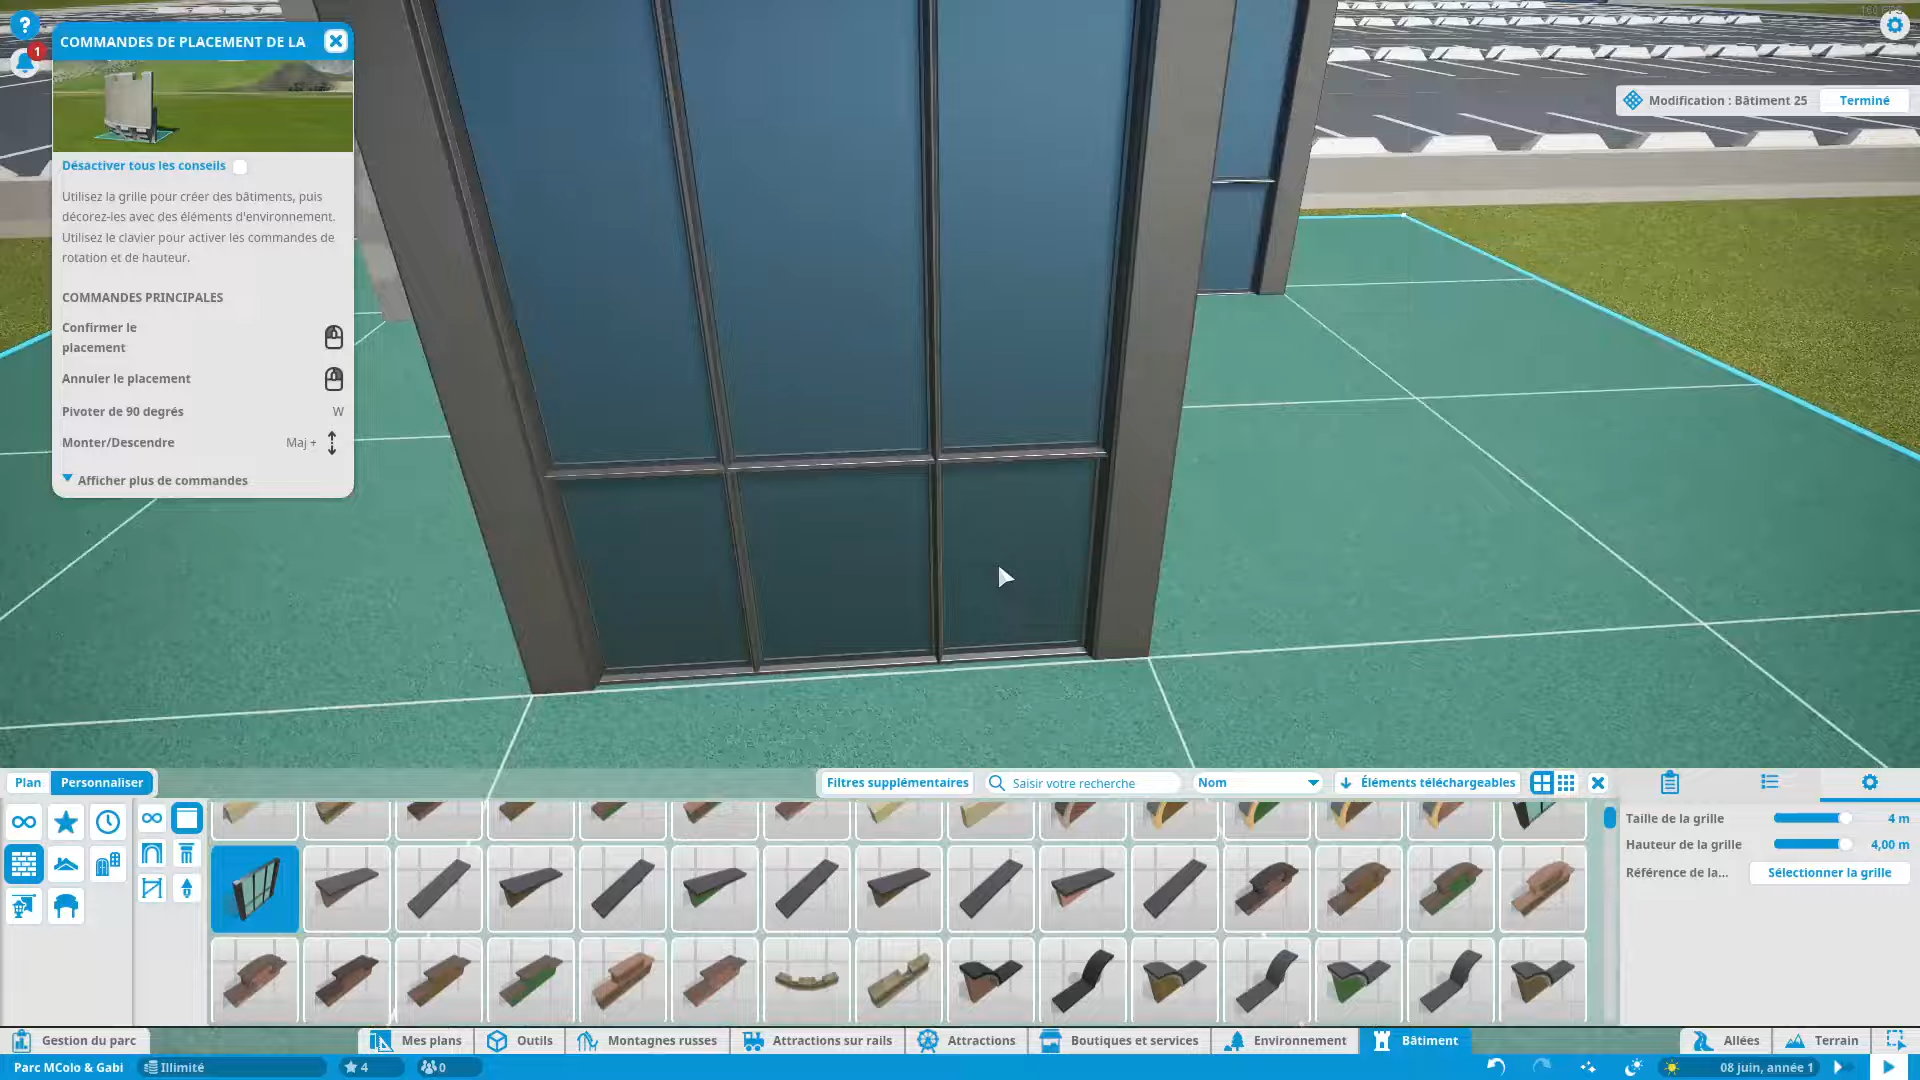 ?
1
COMMANDES DE PLACEMENT DE LA
Désactiver tous les conseils
Utilisez la grille pour créer des bâtiments, puis
décorez-les avec des éléments d'environnement.
Utilisez le clavier pour activer les commandes de
rotation et de hauteur.
COMMANDES PRINCIPALES
Confirmer le
placement
Annuler le placement
Pivoter de 90 degrés W
Monter/Descendre Maj +
Afficher plus de commandes
Modification : Bâtiment 25 Terminé
Plan Personnaliser
Filtres supplémentaires Saisir votre recherche Nom Éléments téléchargeables
Taille de la grille 4 m
Hauteur de la grille 4,00 m
Référence de la... Sélectionner la grille
Gestion du parc Mes plans Outils Montagnes russes Attractions sur rails Attractions Boutiques et services Environnement Bâtiment Allées Terrain
Parc MColo & Gabi Illimité 4 0 08 juin, année 1